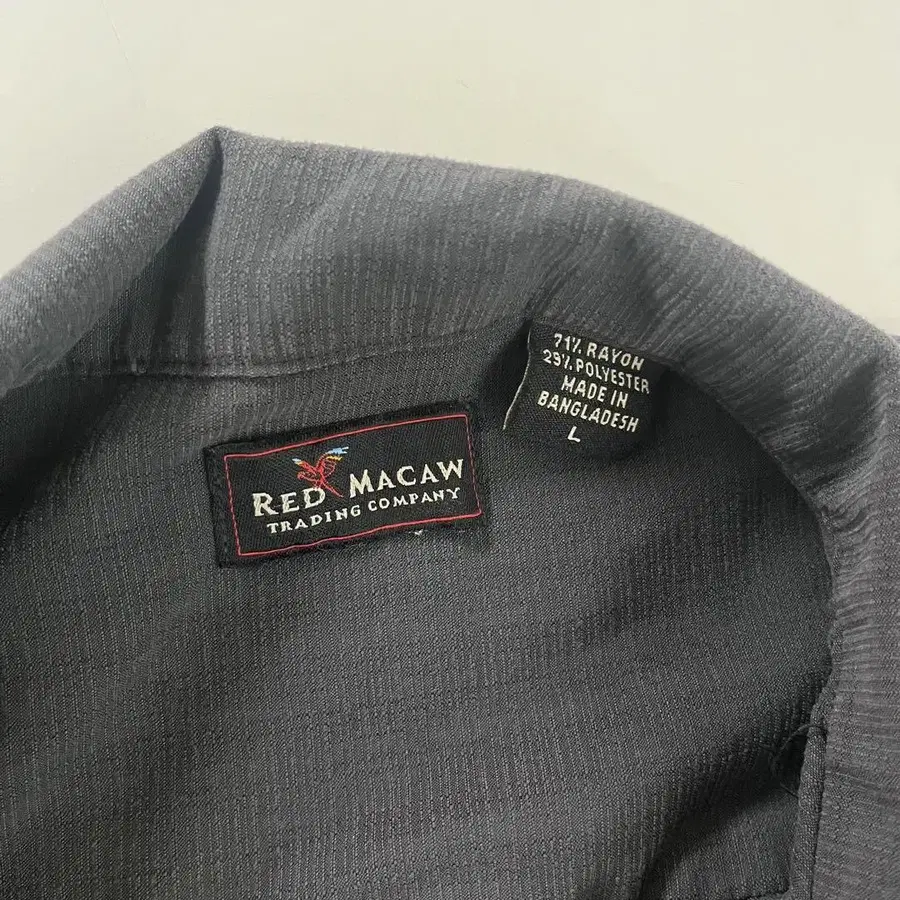 RED MACAW
TRADING COMPANY
71% RAYON
29% POLYESTER
MADE IN
BANGLADESH
L